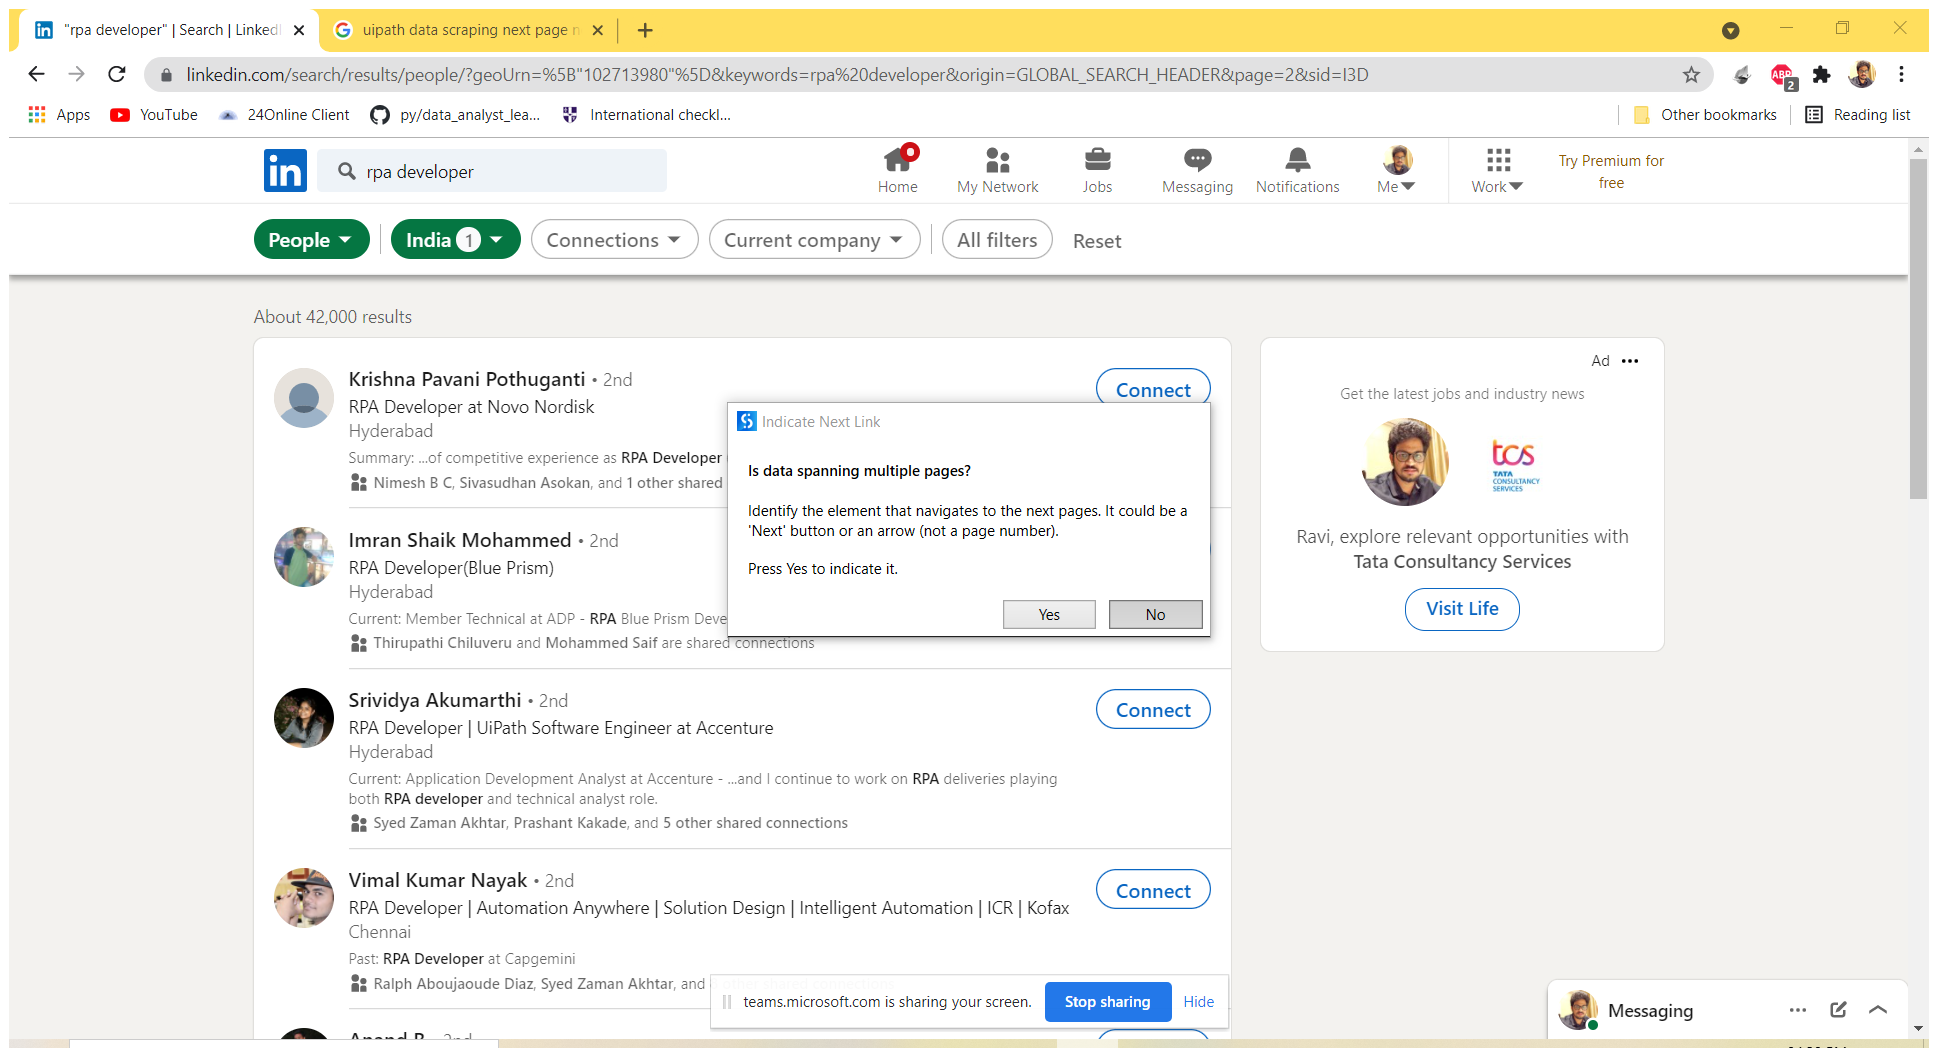 "rpa developer" | Search | Linked
uipath data scraping next page n
linkedin.com/search/results/people/?geoUrn=%5B"102713980"%5D&keywords=rpa%20developer&origin=GLOBAL_SEARCH_HEADER&page=2&sid=I3D
ABP
2
Apps
YouTube
24Online Client
py/data_analyst_lea...
International checkl...
Other bookmarks
Reading list
in
rpa developer
Home
My Network
Jobs
Messaging
Notifications
Me
Work
Try Premium for
free
People
India 1
Connections
Current company
All filters
Reset
About 42,000 results
Krishna Pavani Pothuganti • 2nd
RPA Developer at Novo Nordisk
Hyderabad
Summary: ...of competitive experience as RPA Developer
Nimesh B C, Sivasudhan Asokan, and 1 other shared
Connect
Indicate Next Link
Is data spanning multiple pages?
Identify the element that navigates to the next pages. It could be a
'Next' button or an arrow (not a page number).
Press Yes to indicate it.
Yes
No
Imran Shaik Mohammed • 2nd
RPA Developer(Blue Prism)
Hyderabad
Current: Member Technical at ADP - RPA Blue Prism Deve
Thirupathi Chiluveru and Mohammed Saif are shared connections
Srividya Akumarthi • 2nd
RPA Developer | UiPath Software Engineer at Accenture
Hyderabad
Current: Application Development Analyst at Accenture - ...and I continue to work on RPA deliveries playing
both RPA developer and technical analyst role.
Syed Zaman Akhtar, Prashant Kakade, and 5 other shared connections
Connect
Vimal Kumar Nayak • 2nd
RPA Developer | Automation Anywhere | Solution Design | Intelligent Automation | ICR | Kofax
Chennai
Past: RPA Developer at Capgemini
Ralph Aboujaoude Diaz, Syed Zaman Akhtar, and
Connect
Anand B 2nd
Ad
Get the latest jobs and industry news
tcs
TATA
CONSULTANCY
SERVICES
Ravi, explore relevant opportunities with
Tata Consultancy Services
Visit Life
teams.microsoft.com is sharing your screen.
Stop sharing
Hide
Messaging